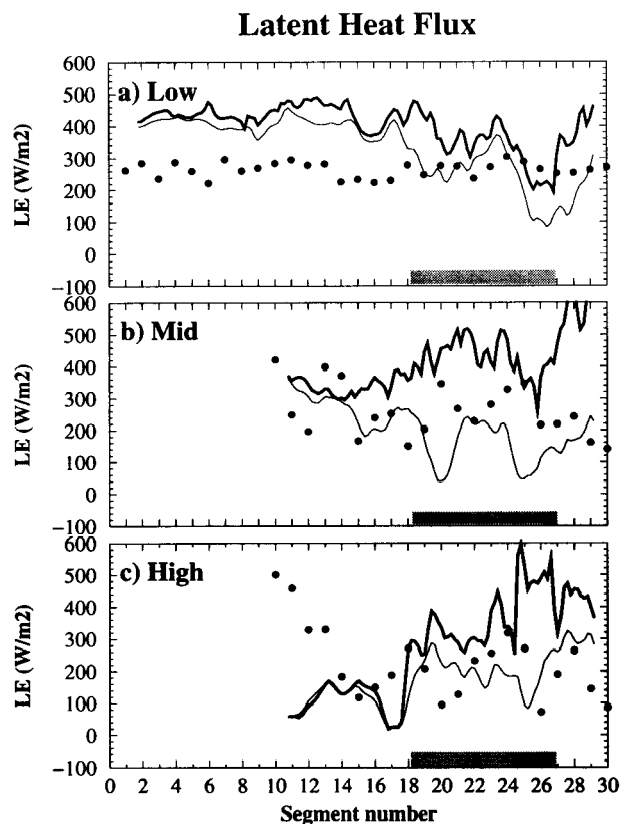 Latent Heat Flux
a) Low
LE (W/m2)
600
500
400
300
200
100
0
−100
b) Mid
LE (W/m2)
600
500
400
300
200
100
0
−100
c) High
LE (W/m2)
600
500
400
300
200
100
0
−100
0 2 4 6 8 10 12 14 16 18 20 22 24 26 28 30
Segment number